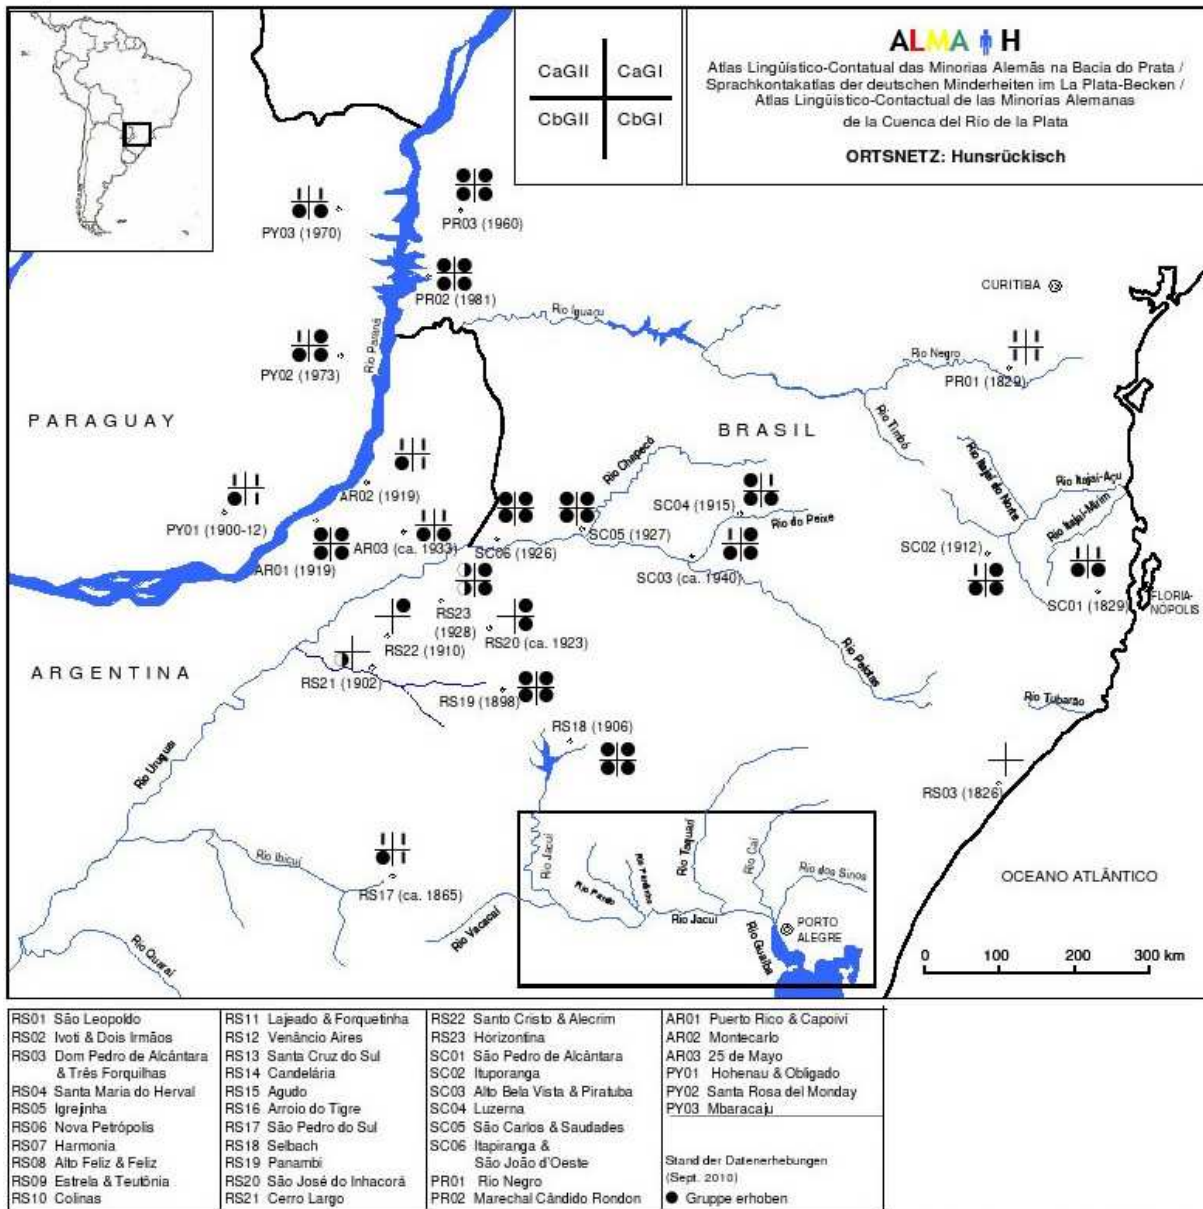 ALMA H
Atlas Lingüístico-Contatual das Minorias Alemãs na Bacia do Prata /
Sprachkontakatlas der deutschen Minderheiten im La Plata-Becken /
Atlas Lingüístico-Contactual de las Minorías Alemanas
de la Cuenca del Río de la Plata
ORTSNETZ: Hunsrückisch
CaGII CaGI
CbGII CbGI
PY03 (1970)
PR03 (1960)
PR02 (1981)
CURITIBA
Rio Iguaçu
Rio Paraná
PY02 (1973)
Rio Negro
PR01 (1829)
PARAGUAY
BRASIL
Rio Timbó
Rio Chapecó
Rio Itajaí do Norte
Rio Itajaí-Açu
Rio Itajaí-Mirim
AR02 (1919)
PY01 (1900-12)
SC04 (1915)
Rio do Peixe
SC05 (1927)
AR03 (ca. 1933)
SC06 (1926)
SC02 (1912)
AR01 (1919)
SC03 (ca. 1940)
SC01 (1829)
FLORIA-
NÓPOLIS
RS23
(1928)
RS20 (ca. 1923)
RS22 (1910)
ARGENTINA
RS21 (1902)
Rio Pelotas
RS19 (1898)
Rio Tubarão
RS18 (1906)
Rio Uruguai
RS03 (1826)
Rio Jacuí
Rio Taquari
Rio Caí
Rio Ibicuí
Rio Pardo
Rio Pardinho
Rio dos Sinos
OCEANO ATLÂNTICO
RS17 (ca. 1865)
Rio Vacacaí
Rio Jacuí
PORTO
ALEGRE
Rio Guaíba
Rio Quaraí
0 100 200 300 km
RS01 São Leopoldo
RS02 Ivoti & Dois Irmãos
RS03 Dom Pedro de Alcântara
& Três Forquilhas
RS04 Santa Maria do Herval
RS05 Igrejinha
RS06 Nova Petrópolis
RS07 Harmonia
RS08 Alto Feliz & Feliz
RS09 Estrela & Teutônia
RS10 Colinas
RS11 Lajeado & Forquetinha
RS12 Venâncio Aires
RS13 Santa Cruz do Sul
RS14 Candelária
RS15 Agudo
RS16 Arroio do Tigre
RS17 São Pedro do Sul
RS18 Selbach
RS19 Panambi
RS20 São José do Inhacorá
RS21 Cerro Largo
RS22 Santo Cristo & Alecrim
RS23 Horizontina
SC01 São Pedro de Alcântara
SC02 Ituporanga
SC03 Alto Bela Vista & Piratuba
SC04 Luzerna
SC05 São Carlos & Saudades
SC06 Itapiranga &
São João d'Oeste
PR01 Rio Negro
PR02 Marechal Cândido Rondon
AR01 Puerto Rico & Capoivi
AR02 Montecarlo
AR03 25 de Mayo
PY01 Hohenau & Obligado
PY02 Santa Rosa del Monday
PY03 Mbaracaju
Stand der Datenerhebungen
(Sept. 2010)
Gruppe erhoben